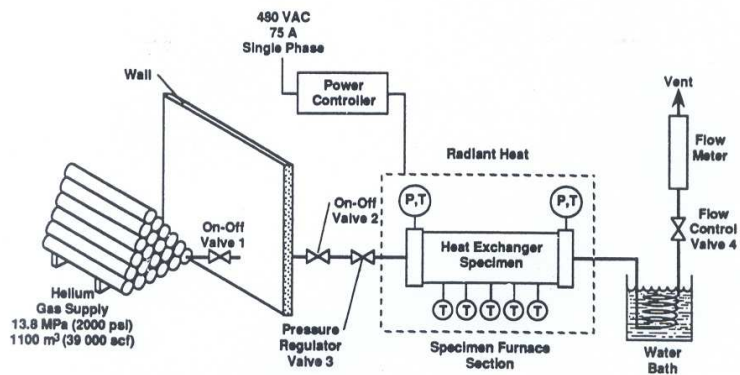 480 VAC
75 A
Single Phase
Wall
Power
Controller
Vent
Radiant Heat
Flow
Meter
P,T
P,T
On-Off
Valve 1
On-Off
Valve 2
Heat Exchanger
Specimen
Flow
Control
Valve 4
T T T T T
Helium
Gas Supply
13.8 MPa (2000 psi)
1100 m³ (39 000 scf)
Pressure
Regulator
Valve 3
Specimen Furnace
Section
Water
Bath